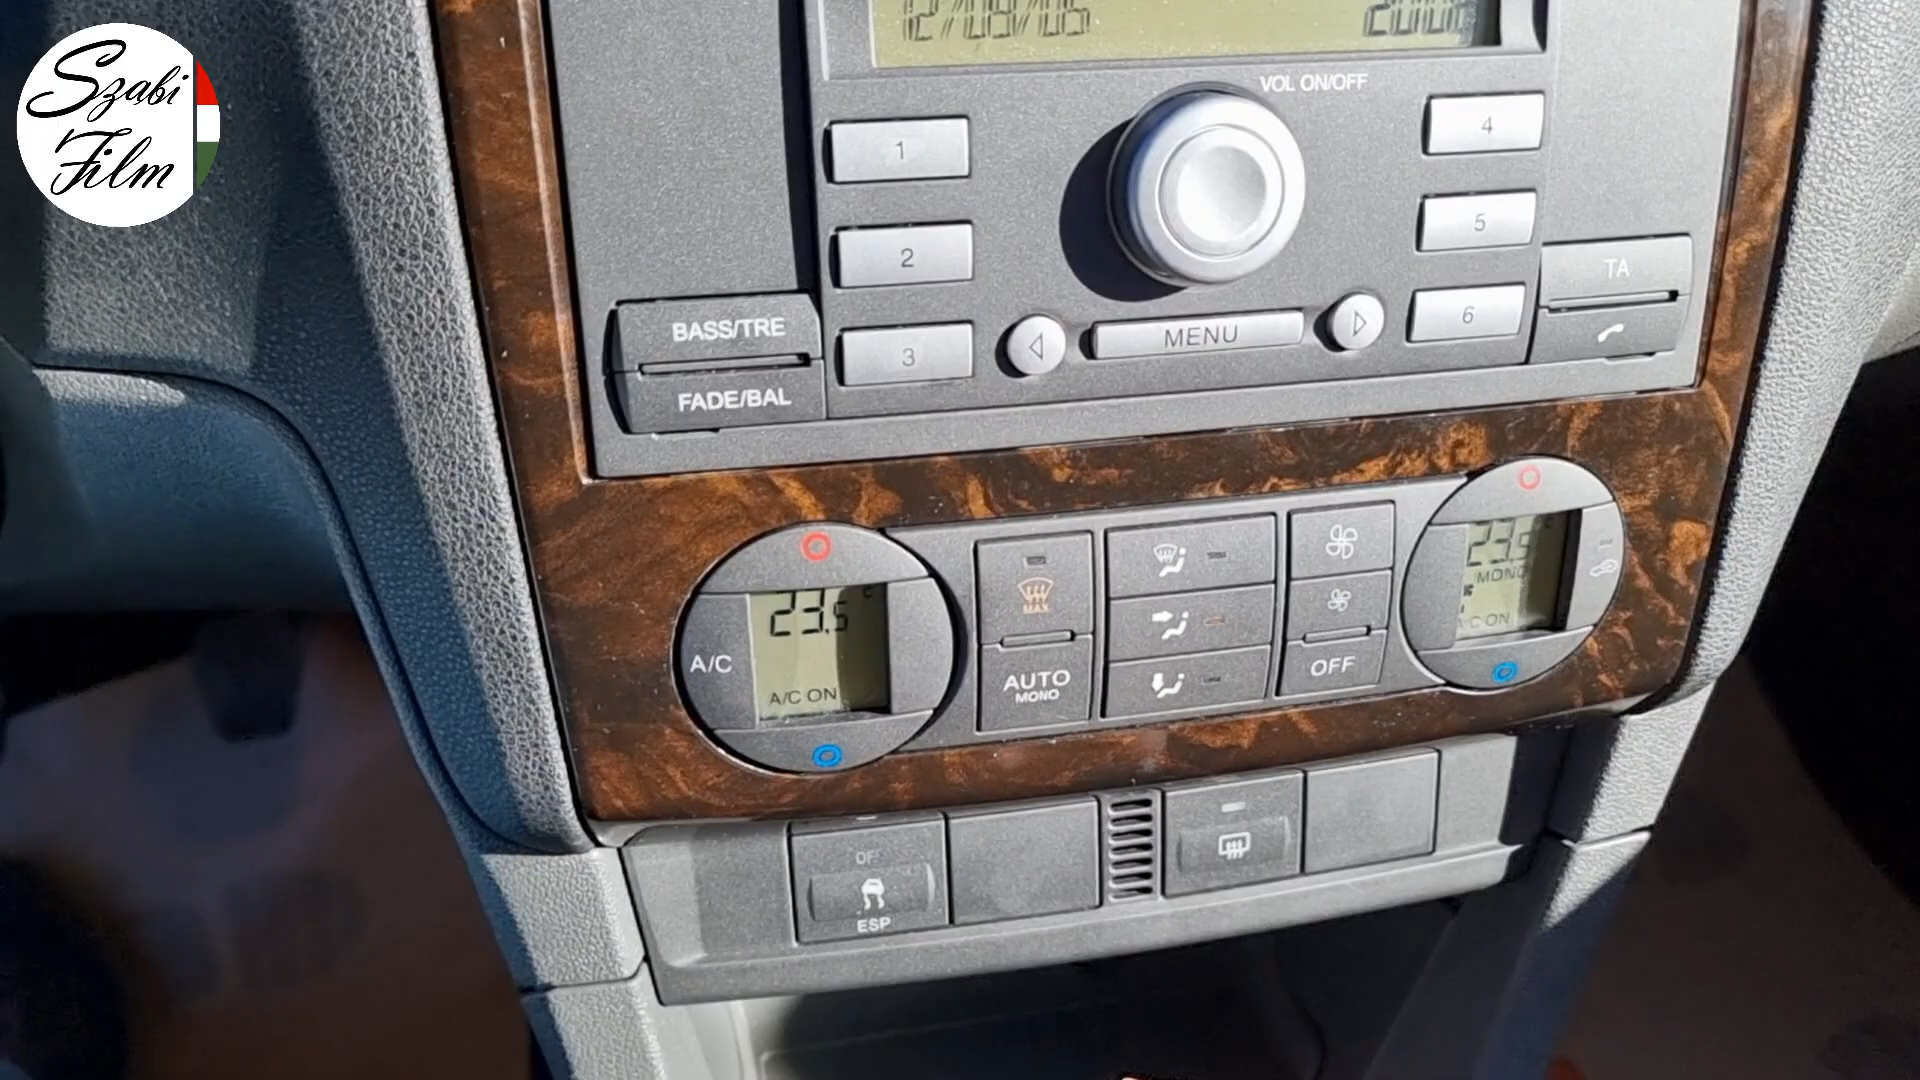 Szabi
Film
VOL ON/OFF
1
2
3
4
5
6
TA
BASS/TRE
FADE/BAL
MENU
A/C
23.5
°C
A/C ON
MAX
AUTO
MONO
OFF
23.5
MONO
A/C ON
OFF
ESP